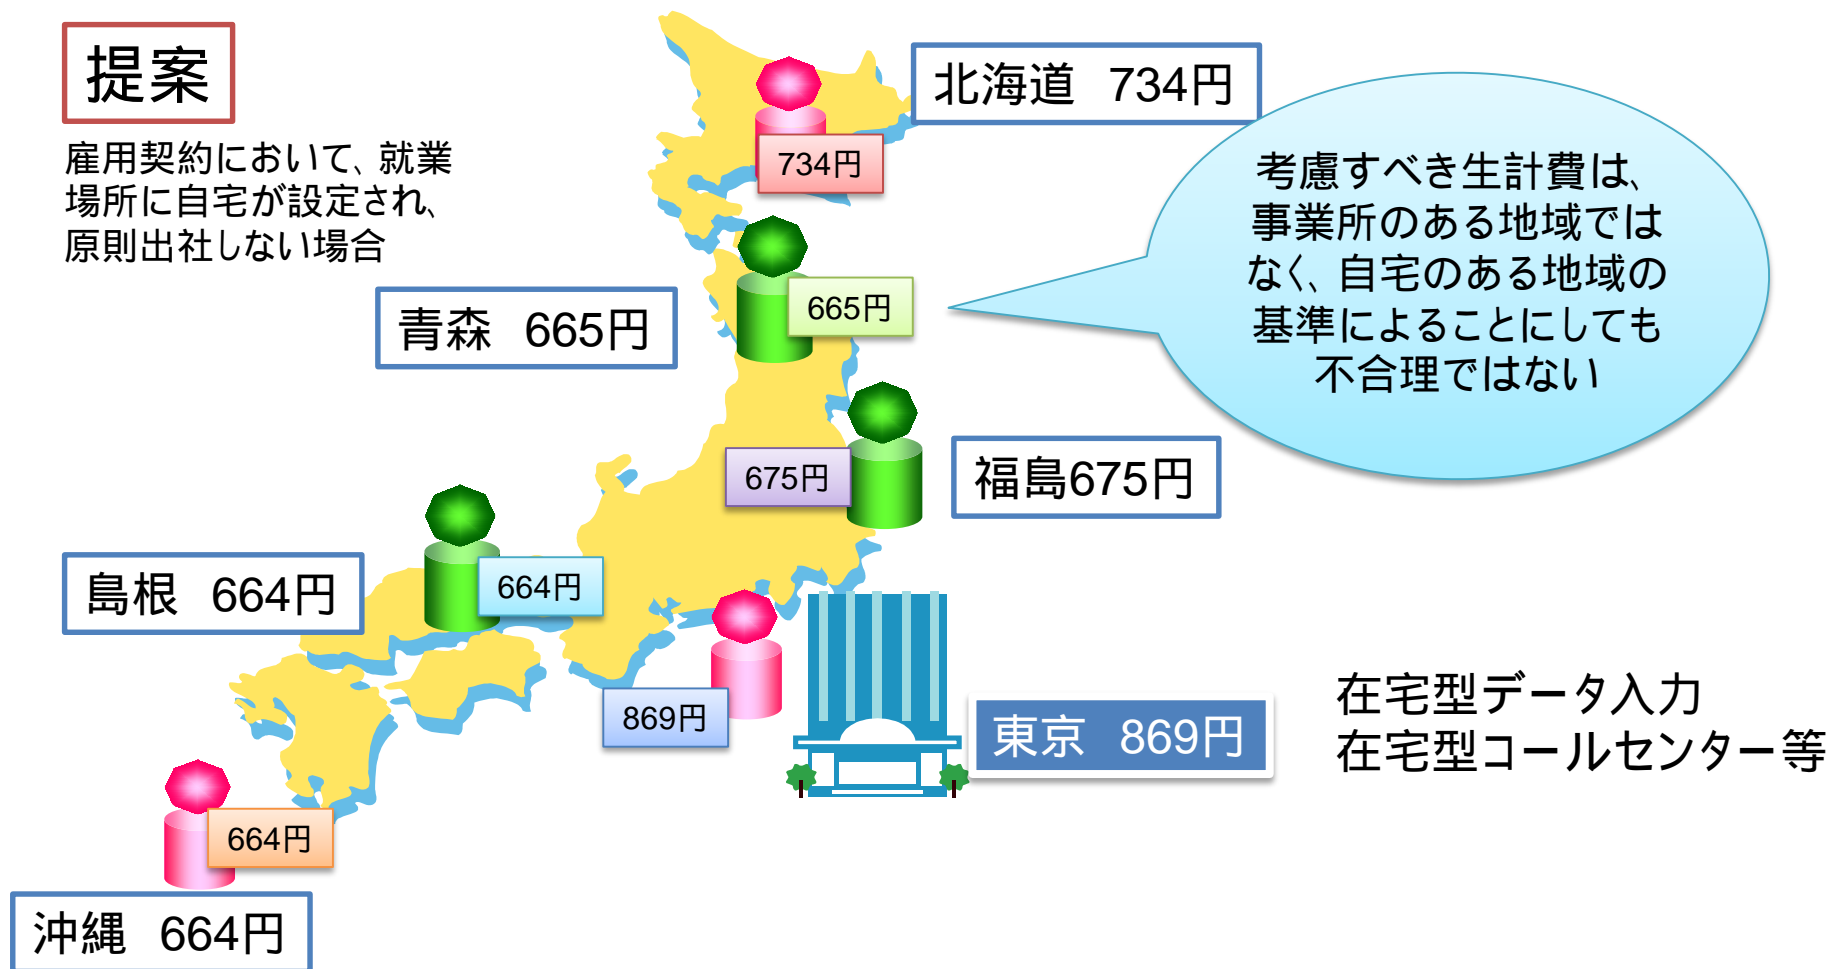 提案
雇用契約において、就業
場所に自宅が設定され、
原則出社しない場合
北海道　734円
734円
考慮すべき生計費は、
事業所のある地域では
なく、自宅のある地域の
基準によることにしても
不合理ではない
青森　665円
665円
675円
福島675円
島根　664円
664円
869円
東京　869円
在宅型データ入力
在宅型コールセンター等
664円
沖縄　664円